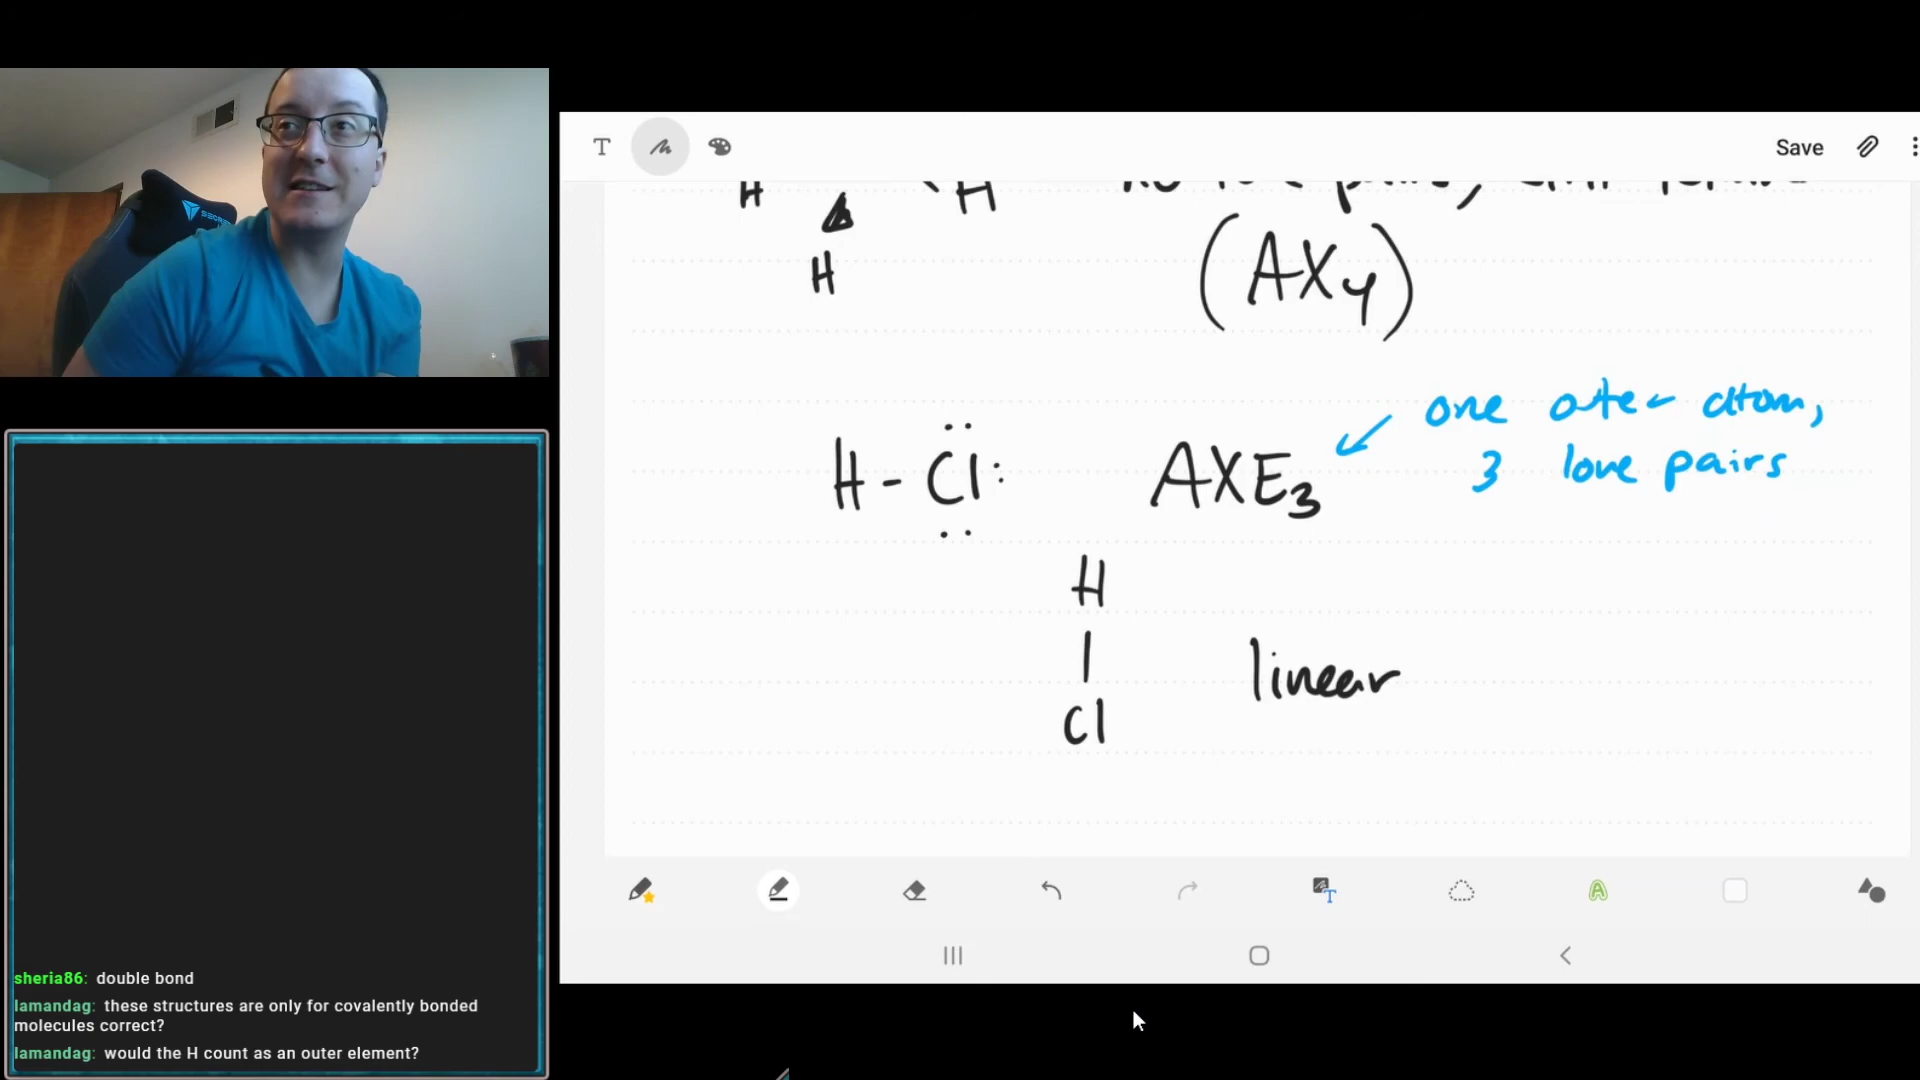 SECRE
T
Save
H
H
H
(AX4)
one outer atom,
3 lone pairs
H - Cl:
AXE3
H
|
Cl
linear
T
A
sheria86: double bond
lamandag: these structures are only for covalently bonded
molecules correct?
lamandag: would the H count as an outer element?